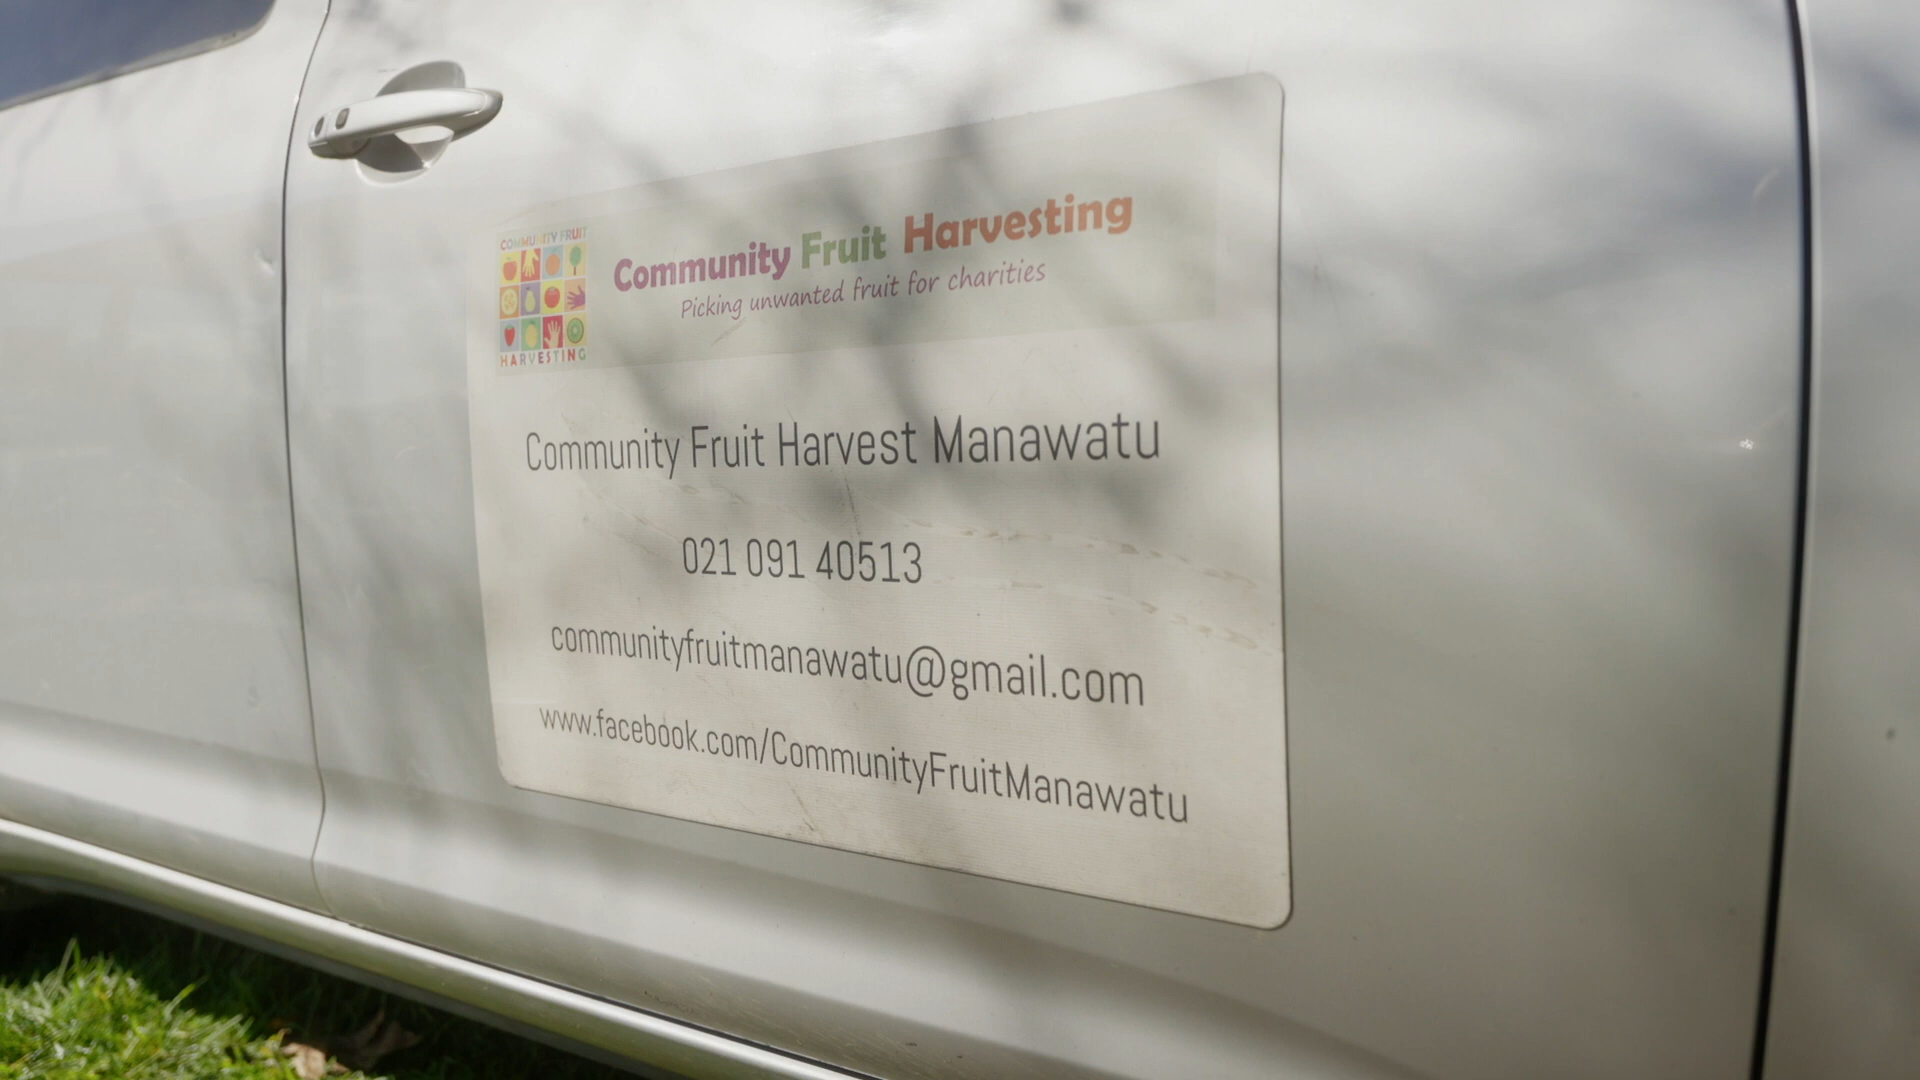 COMMUNITY FRUIT
HARVESTING
Community Fruit Harvesting
Picking unwanted fruit for charities
Community Fruit Harvest Manawatu
021 091 40513
communityfruitmanawatu@gmail.com
www.facebook.com/CommunityFruitManawatu